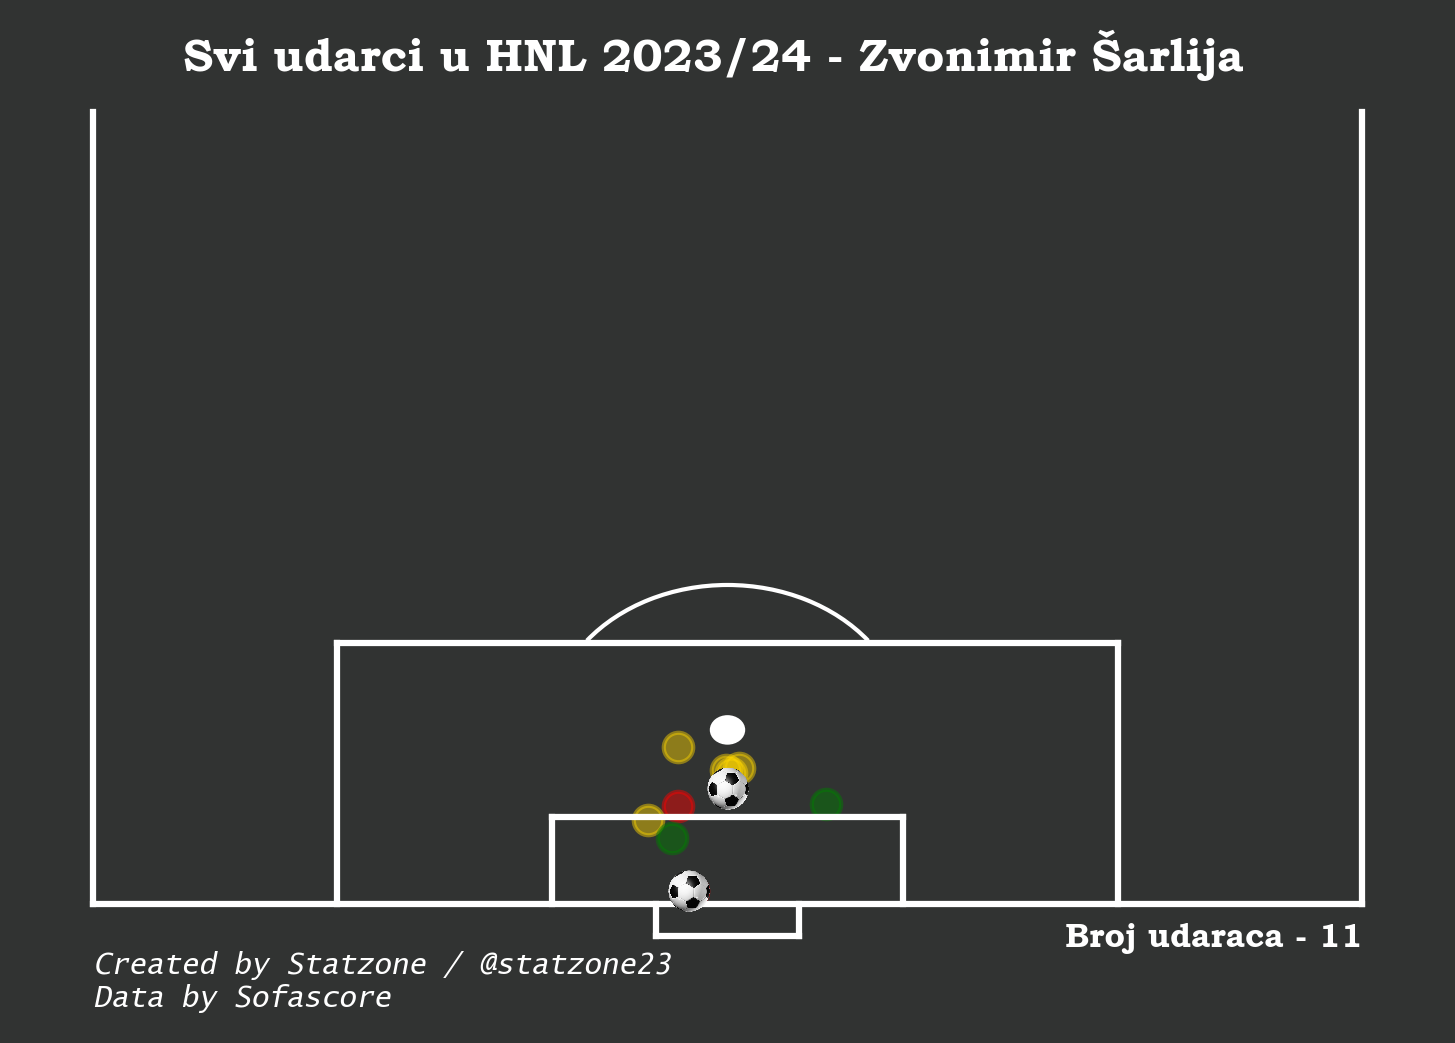 Svi udarci u HNL 2023/24 - Zvonimir Šarlija
Broj udaraca - 11
Created by Statzone / @statzone23
Data by Sofascore